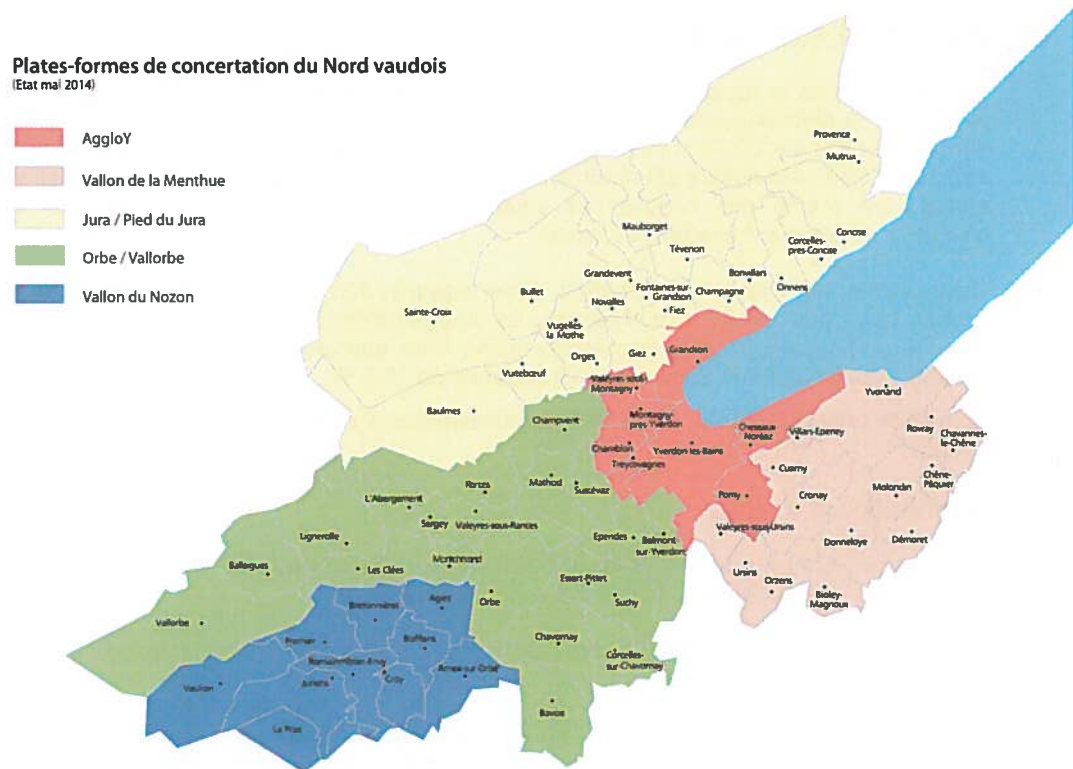 Plates-formes de concertation du Nord vaudois
(Etat mai 2014)
AggloY
Vallon de la Menthue
Jura / Pied du Jura
Orbe / Vallorbe
Vallon du Nozon
Provence
Mutrux
Mauborget
Tévenon
Concise
Corcelles-
près-Concise
Grandevent
Bonvillars
Onnens
Fontaines-sur-
Grandson
Champagne
Bullet
Novalles
Fiez
Sainte-Croix
Vugelles-
la Mothe
Orges
Giez
Grandson
Vuiteboeuf
Valeyres-sous-
Montagny
Yvonand
Baulmes
Champvent
Montagny-
près-Yverdon
Cheseaux
Noréaz
Villars-Epeney
Rovray
Chavannes-
le-Chêne
Chamblon
Yverdon-les-Bains
Treycovagnes
Cuarny
Chêne-
Pâquier
Mathod
Suscévaz
Rances
L'Abergement
Pomy
Cronay
Molondin
Sergey
Valeyres-sous-Rances
Ependes
Belmont
sur-Yverdon
Valeyres-sous-Ursins
Donneloye
Démoret
Lignerolle
Ballaigues
Les Clées
Montcherand
Essert-Pittet
Ursins
Orzens
Bioley-
Magnoux
Suchy
Orbe
Agiez
Bretonnières
Vallorbe
Premier
Bofflens
Chavornay
Corcelles-
sur-Chavornay
Romainmôtier-Envy
Arnex-sur-Orbe
Juriens
Croy
Vaulion
Bavois
La Praz